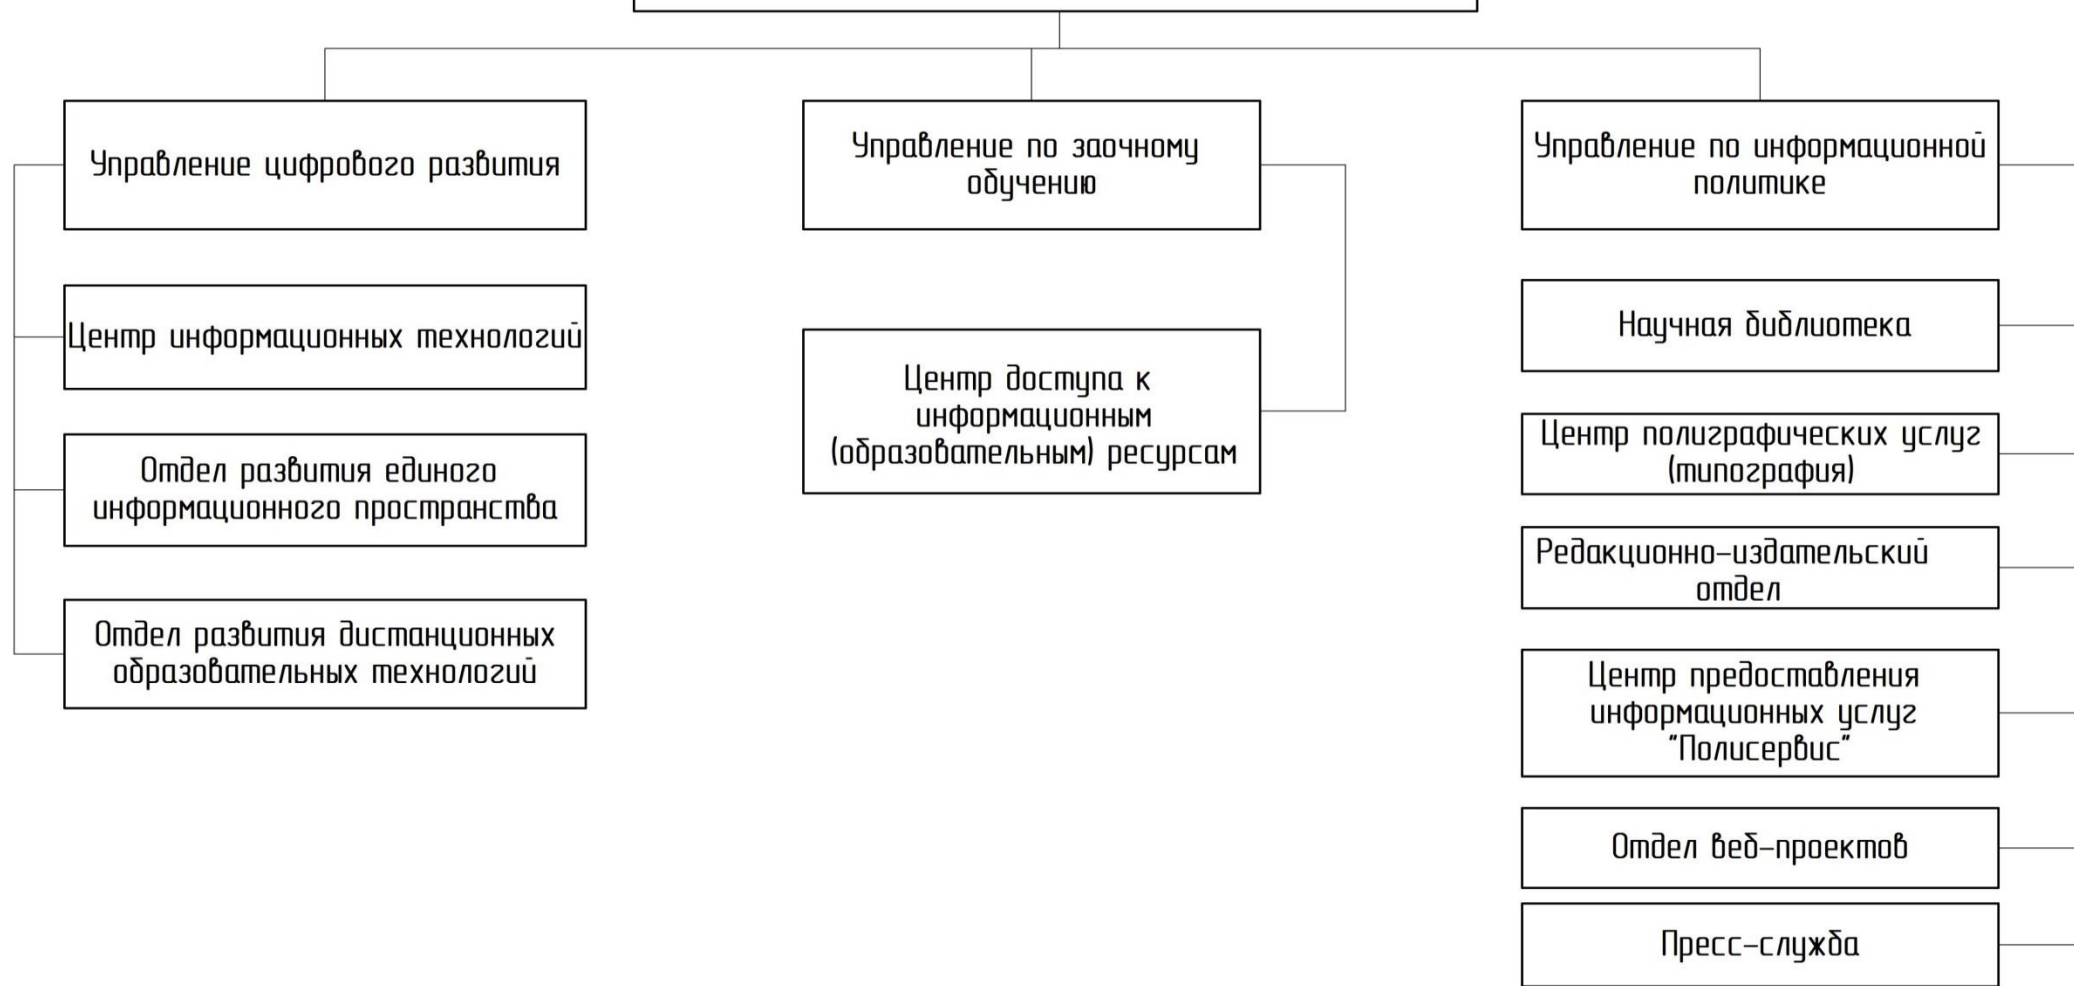 Управление цифрового развития
Центр информационных технологий
Отдел развития единого
информационного пространства
Отдел развития дистанционных
образовательных технологий
Управление по заочному
обучению
Центр доступа к
информационным
(образовательным) ресурсам
Управление по информационной
политике
Научная библиотека
Центр полиграфических услуг
(типография)
Редакционно-издательский
отдел
Центр предоставления
информационных услуг
"Полисервис"
Отдел веб-проектов
Пресс-служба